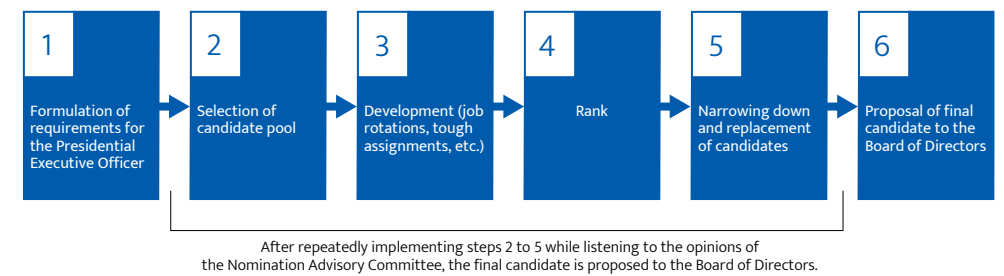 1
Formulation of
requirements for
the Presidential
Executive Officer
2
Selection of
candidate pool
3
Development (job
rotations, tough
assignments, etc.)
4
Rank
5
Narrowing down
and replacement
of candidates
6
Proposal of final
candidate to the
Board of Directors
After repeatedly implementing steps 2 to 5 while listening to the opinions of
the Nomination Advisory Committee, the final candidate is proposed to the Board of Directors.